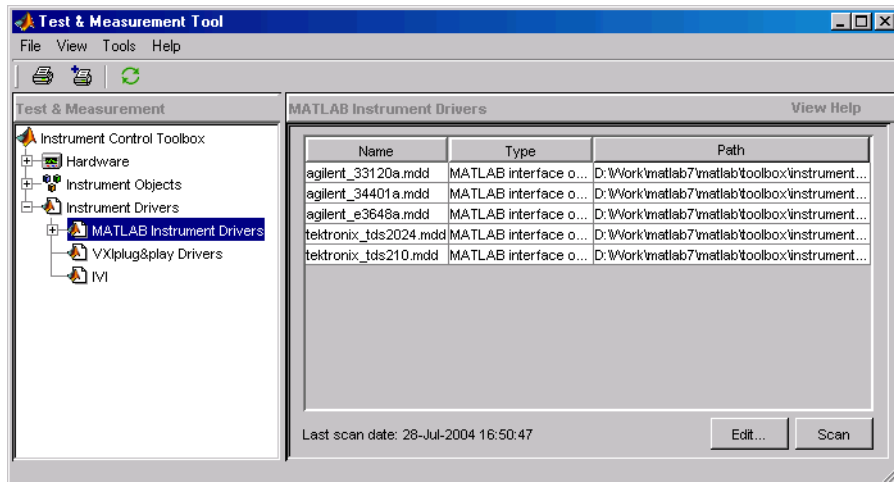 Test & Measurement Tool
File View Tools Help
Test & Measurement
Instrument Control Toolbox
Hardware
Instrument Objects
Instrument Drivers
MATLAB Instrument Drivers
VXIplug&play Drivers
IVI
MATLAB Instrument Drivers View Help
Name Type Path
agilent_33120a.mdd MATLAB interface o... D:\Work\matlab7\matlab\toolbox\instrument...
agilent_34401a.mdd MATLAB interface o... D:\Work\matlab7\matlab\toolbox\instrument...
agilent_e3648a.mdd MATLAB interface o... D:\Work\matlab7\matlab\toolbox\instrument...
tektronix_tds2024.mdd MATLAB interface o... D:\Work\matlab7\matlab\toolbox\instrument...
tektronix_tds210.mdd MATLAB interface o... D:\Work\matlab7\matlab\toolbox\instrument...
Last scan date: 28-Jul-2004 16:50:47
Edit... Scan